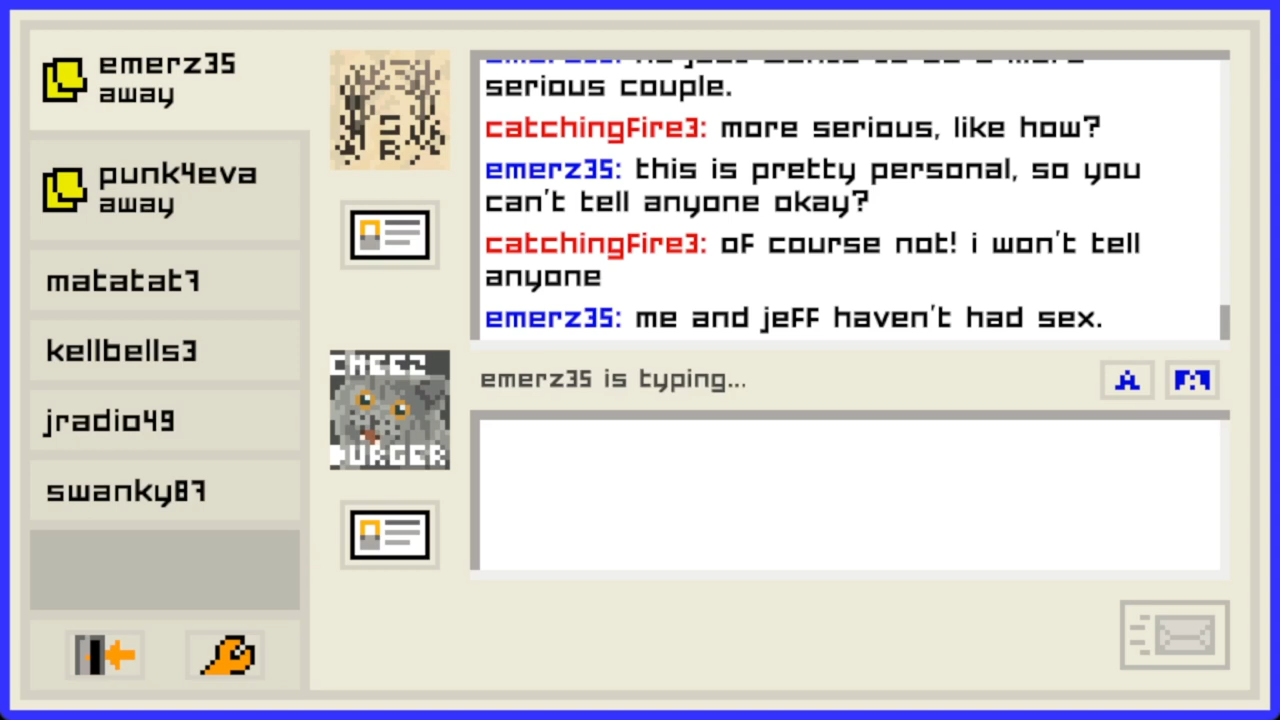 emerz35
away
punk4eva
away
matatat7
kellbells3
jradio49
swanky87
serious couple.
catchingFire3: more serious, like how?
emerz35: this is pretty personal, so you
can't tell anyone okay?
catchingFire3: oF course not! i won't tell
anyone
emerz35: me and jeFF haven't had sex.
emerz35 is typing...
A
CHEEZ
BURGER